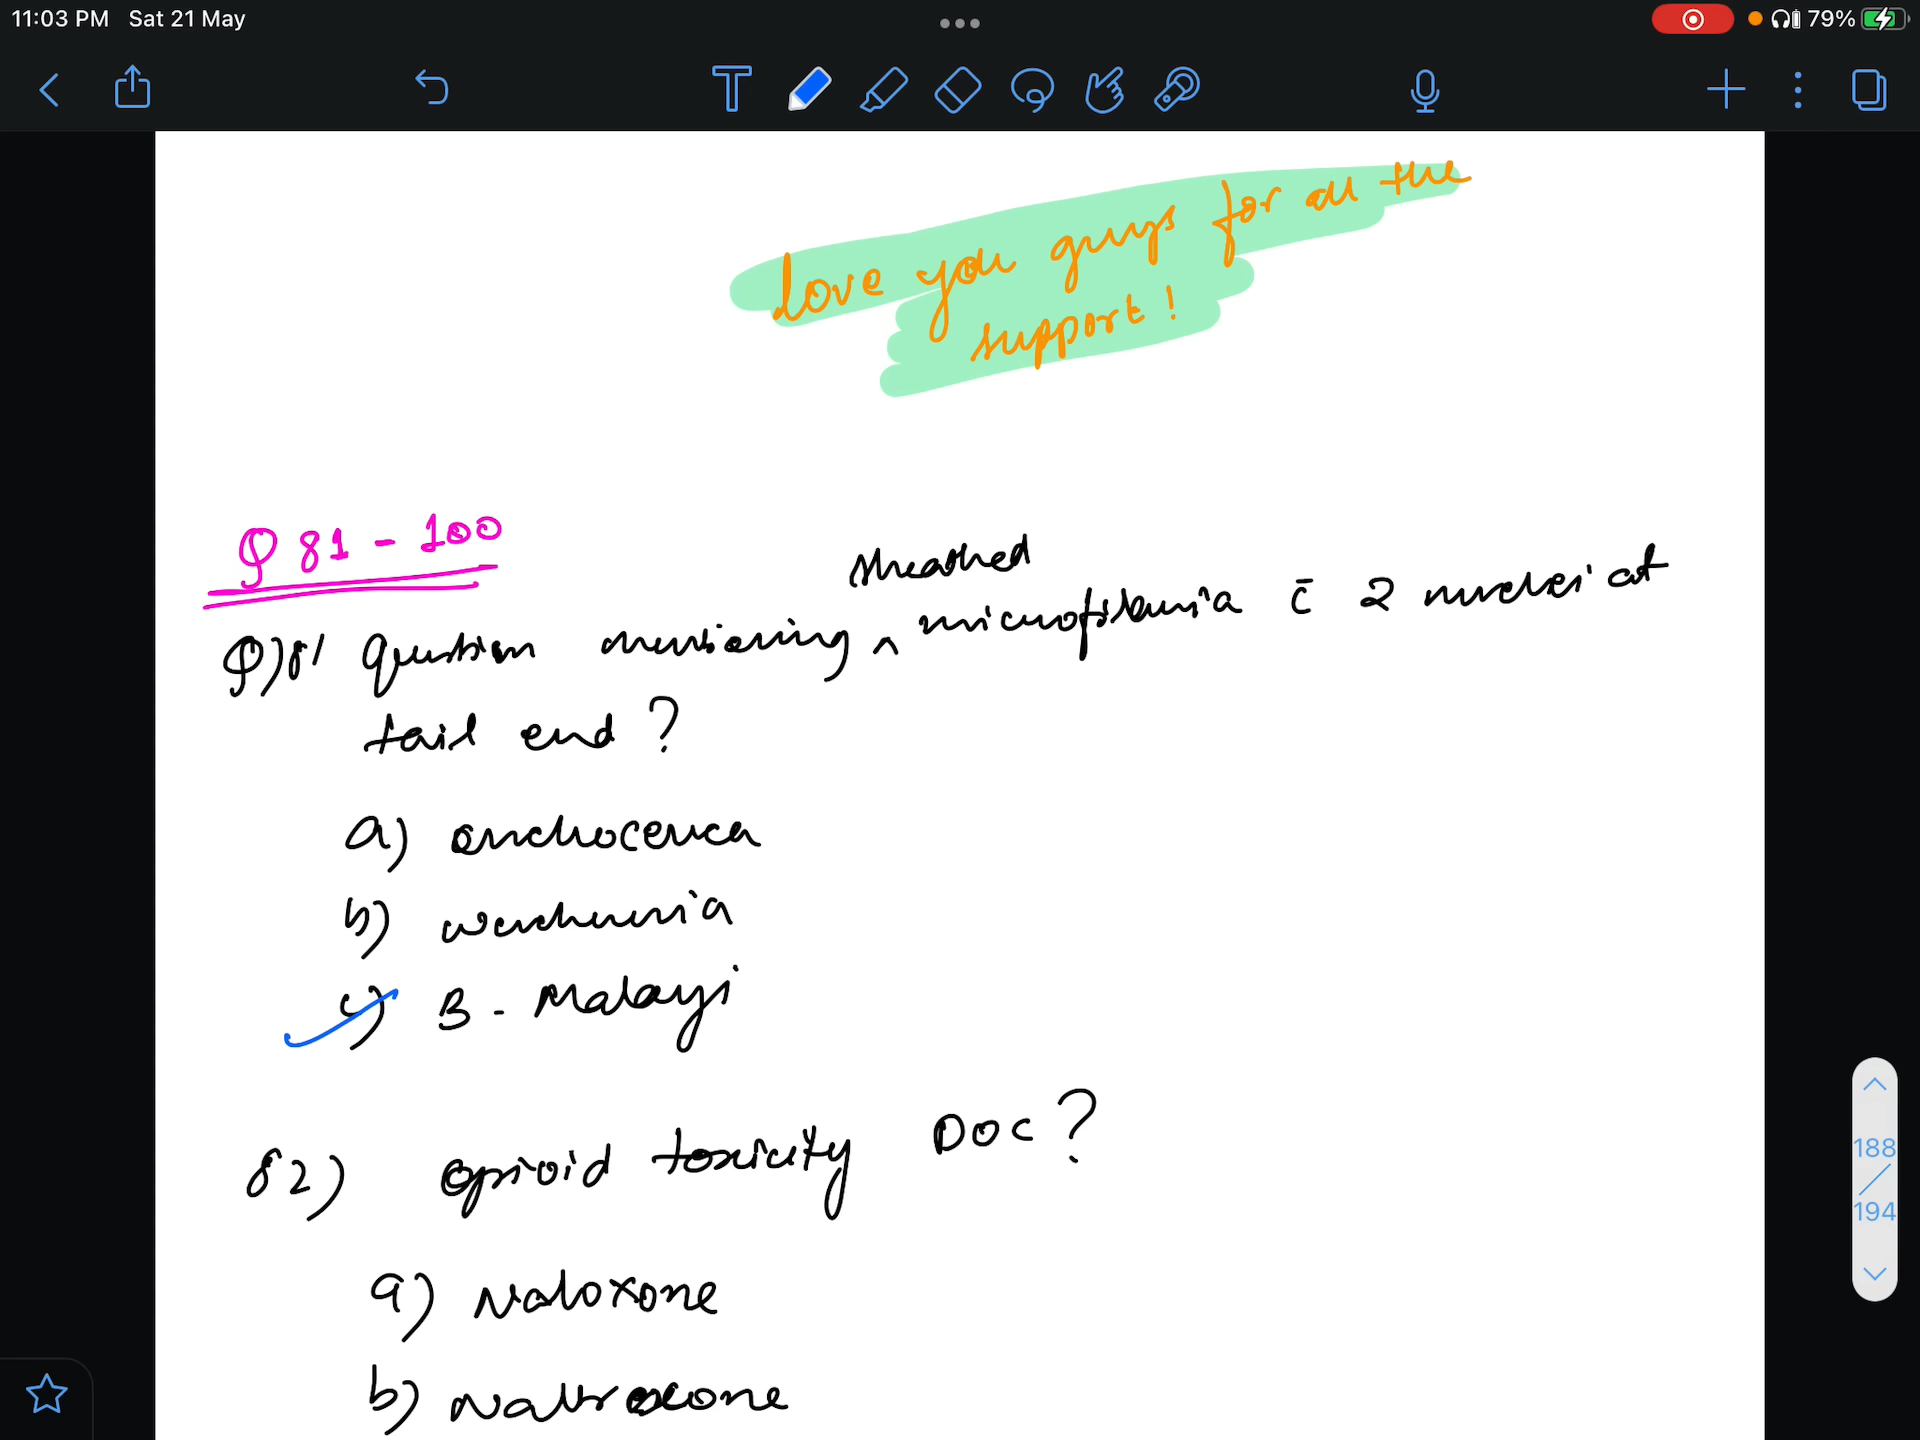 11:03 PM Sat 21 May
79%
T
love you guys for all the
support!
Q 81 - 100
sheathed
Q)81 Question mentioning ^ microfilaria c̄ 2 nuclei at
tail end?
a) onchocerca
b) wuchereria
c) B. Malayi
82) opioid toxicity DOC?
a) Naloxone
b) Naltrexone
188
194